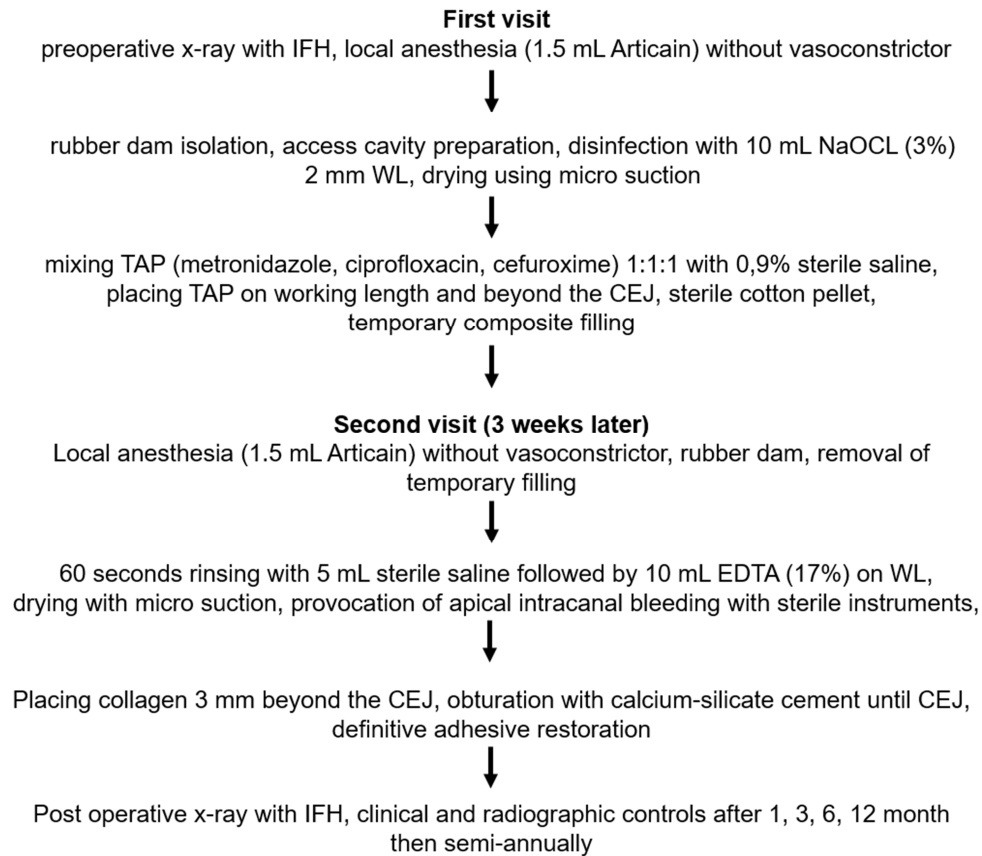 First visit
preoperative x-ray with IFH, local anesthesia (1.5 mL Articain) without vasoconstrictor
rubber dam isolation, access cavity preparation, disinfection with 10 mL NaOCL (3%)
2 mm WL, drying using micro suction
mixing TAP (metronidazole, ciprofloxacin, cefuroxime) 1:1:1 with 0,9% sterile saline,
placing TAP on working length and beyond the CEJ, sterile cotton pellet,
temporary composite filling
Second visit (3 weeks later)
Local anesthesia (1.5 mL Articain) without vasoconstrictor, rubber dam, removal of
temporary filling
60 seconds rinsing with 5 mL sterile saline followed by 10 mL EDTA (17%) on WL,
drying with micro suction, provocation of apical intracanal bleeding with sterile instruments,
Placing collagen 3 mm beyond the CEJ, obturation with calcium-silicate cement until CEJ,
definitive adhesive restoration
Post operative x-ray with IFH, clinical and radiographic controls after 1, 3, 6, 12 month
then semi-annually